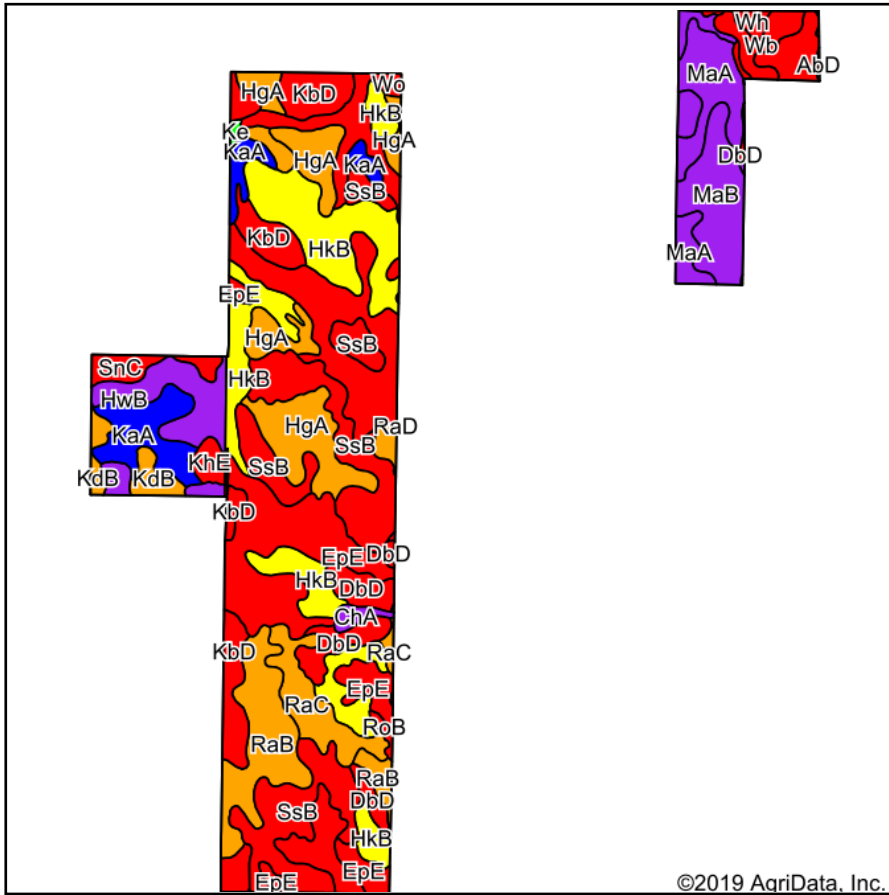 Wh
Wb
AbD
MaA
HgA
KbD
Wo
HkB
Ke
HgA
KaA
HgA
KaA
DbD
SsB
MaB
KbD
HkB
MaA
EpE
HgA
SsB
SnC
HkB
HwB
HgA
RaD
KaA
SsB
KhE
SsB
KdB
KdB
KbD
EpE
DbD
HkB
DbD
ChA
KbD
DbD
RaC
EpE
RaC
RoB
RaB
RaB
DbD
SsB
HkB
EpE
EpE
©2019 AgriData, Inc.